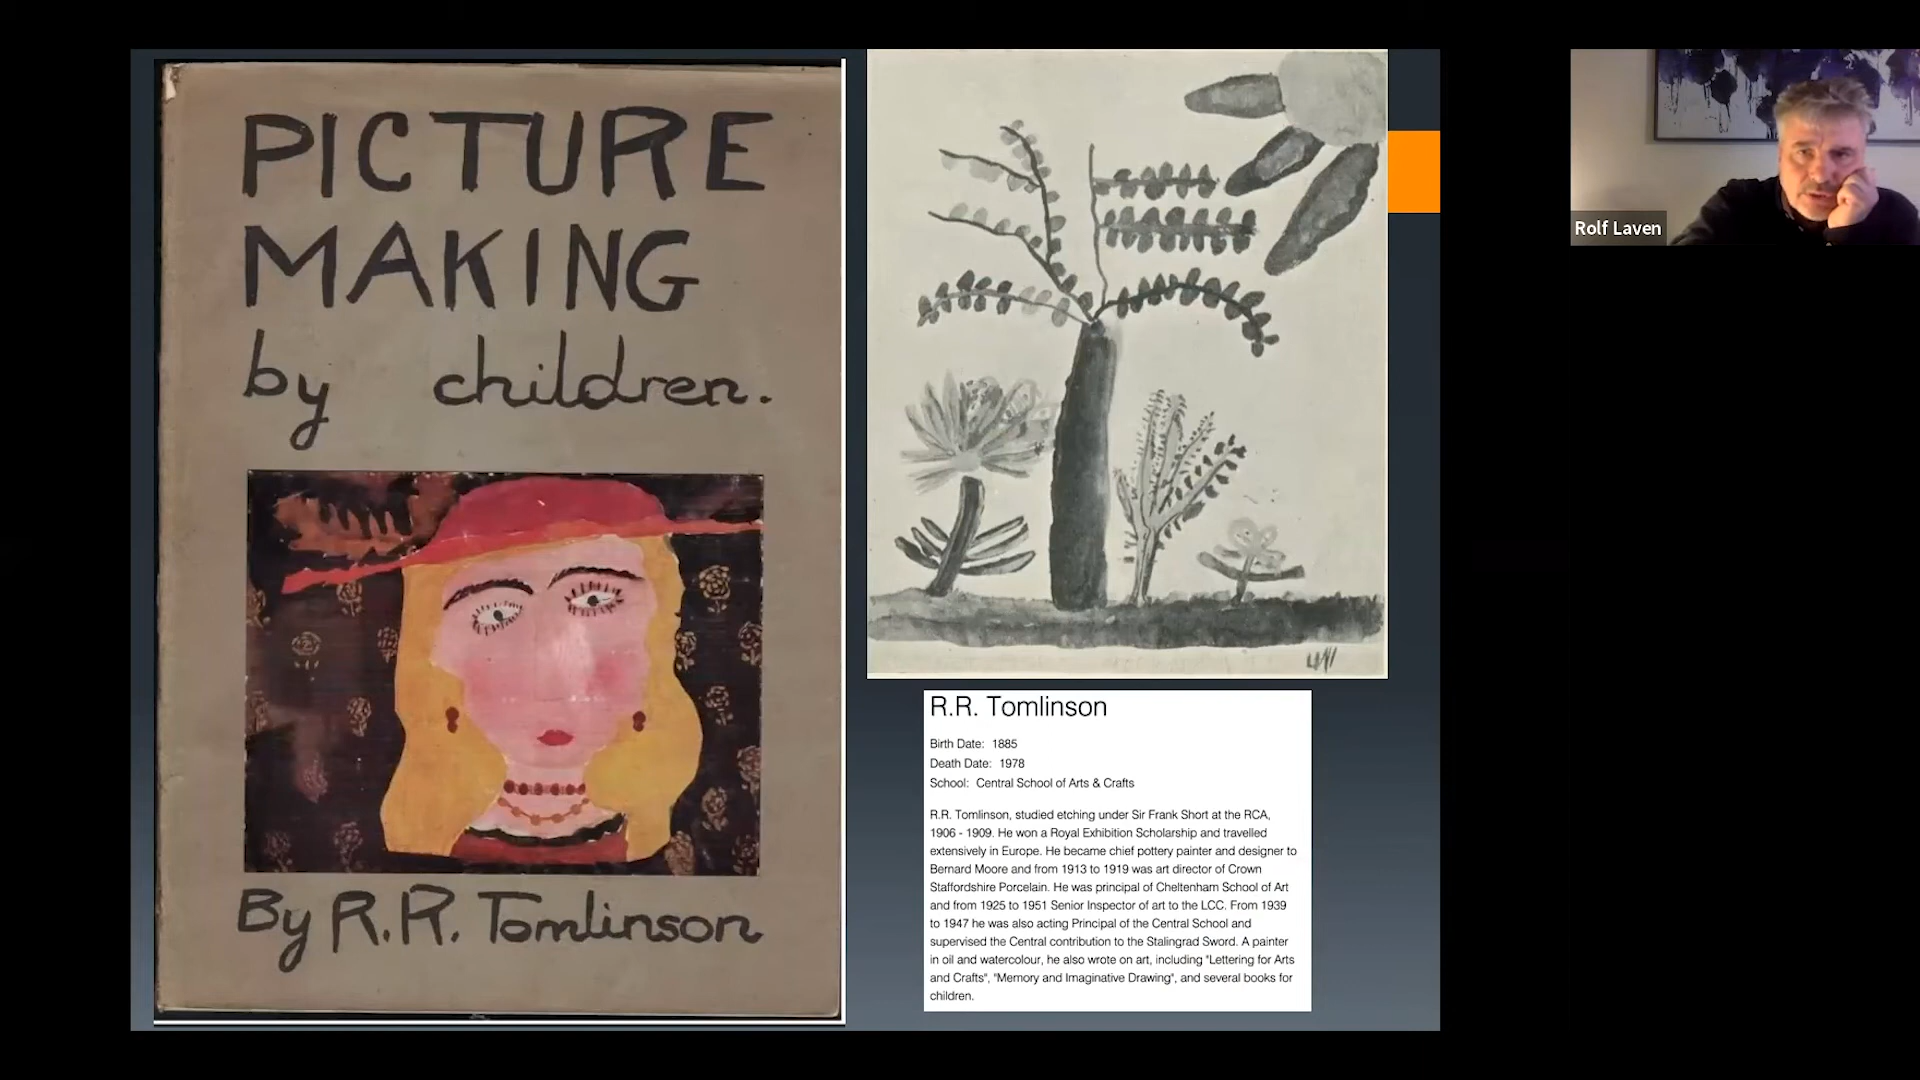 PICTURE
MAKING
by children.
By R.R. Tomlinson
R.R. Tomlinson
Birth Date: 1885
Death Date: 1978
School: Central School of Arts & Crafts
R.R. Tomlinson, studied etching under Sir Frank Short at the RCA,
1906 - 1909. He won a Royal Exhibition Scholarship and travelled
extensively in Europe. He became chief pottery painter and designer to
Bernard Moore and from 1913 to 1919 was art director of Crown
Staffordshire Porcelain. He was principal of Cheltenham School of Art
and from 1925 to 1951 Senior Inspector of art to the LCC. From 1939
to 1947 he was also acting Principal of the Central School and
supervised the Central contribution to the Stalingrad Sword. A painter
in oil and watercolour, he also wrote on art, including "Lettering for Arts
and Crafts", "Memory and Imaginative Drawing", and several books for
children.
Rolf Laven